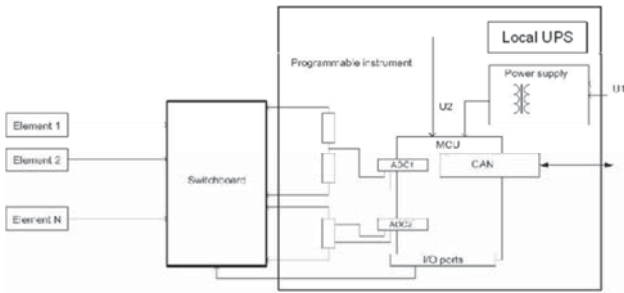 Local UPS
Programmable instrument
Power supply
U1
U2
Element 1
MCU
Element 2
ADC1
CAN
Switchboard
Element N
ADC2
I/O ports